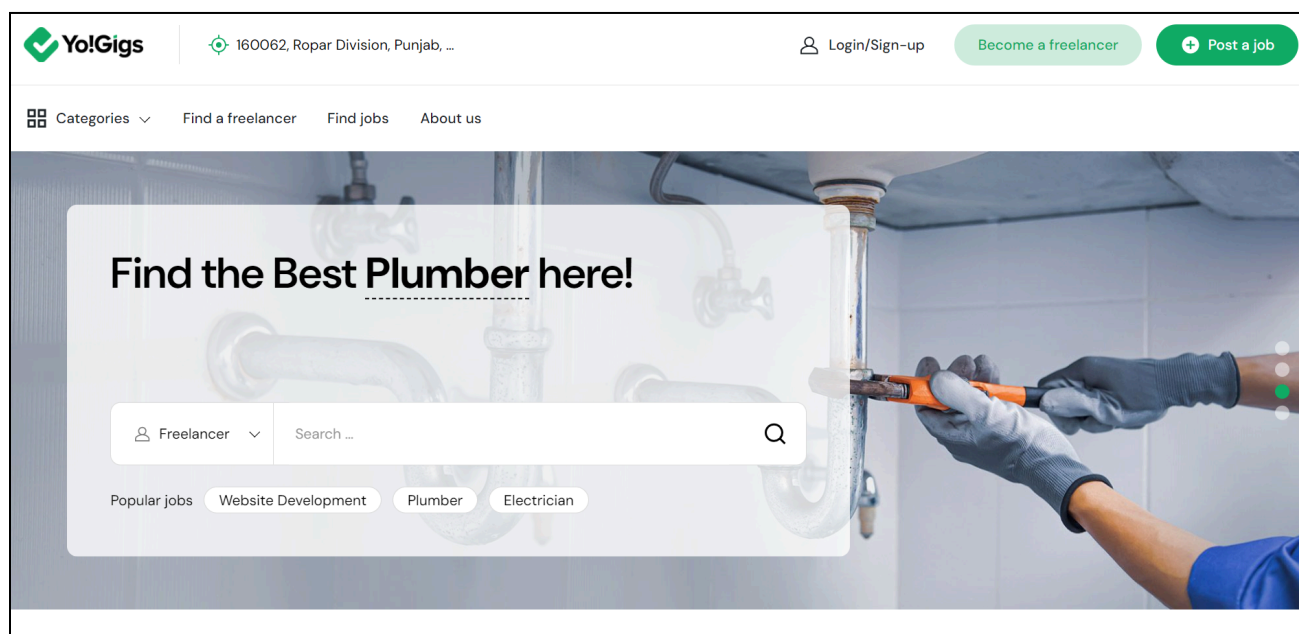 Yo!Gigs
160062, Ropar Division, Punjab, ...
Login/Sign-up
Become a freelancer
Post a job
Categories
Find a freelancer
Find jobs
About us
Find the Best Plumber here!
Freelancer
Search ...
Popular jobs
Website Development
Plumber
Electrician